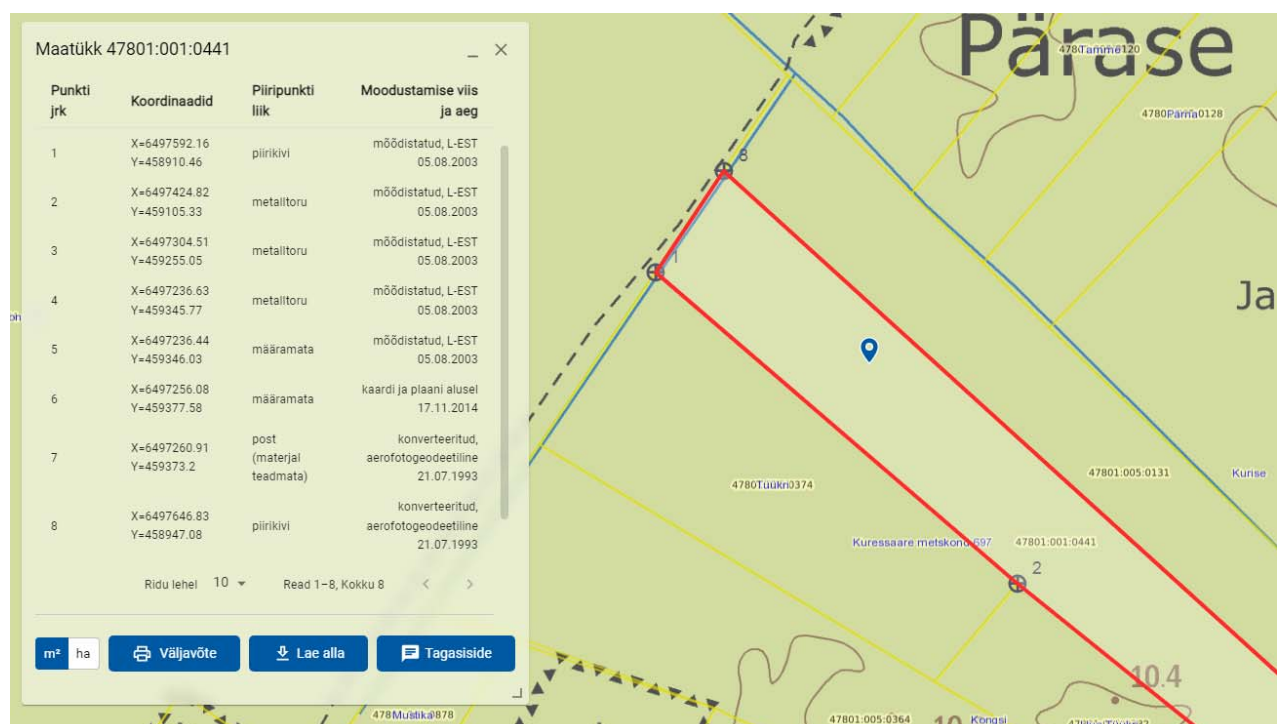 Maatükk 47801:001:0441
Punkti jrk Koordinaadid Piiripunkti liik Moodustamise viis ja aeg
1 X=6497592.16 Y=458910.46 piirikivi mõõdistatud, L-EST 05.08.2003
2 X=6497424.82 Y=459105.33 metalltoru mõõdistatud, L-EST 05.08.2003
3 X=6497304.51 Y=459255.05 metalltoru mõõdistatud, L-EST 05.08.2003
4 X=6497236.63 Y=459345.77 metalltoru mõõdistatud, L-EST 05.08.2003
5 X=6497236.44 Y=459346.03 määramata mõõdistatud, L-EST 05.08.2003
6 X=6497256.08 Y=459377.58 määramata kaardi ja plaani alusel 17.11.2014
7 X=6497260.91 Y=459373.2 post (materjal teadmata) konverteeritud, aerofotogeodeetiline 21.07.1993
8 X=6497646.83 Y=458947.08 piirikivi konverteeritud, aerofotogeodeetiline 21.07.1993
Ridu lehel 10 Read 1–8, Kokku 8
m² ha Väljavõte Lae alla Tagasiside
Pärase
Tamme
Pärna
8
1
Ja
47801:005:0131 Kurise
Tüükri
Kuressaare metskond 697 47801:001:0441
2
10.4
Mustika
47801:005:0364 10 Kongsi